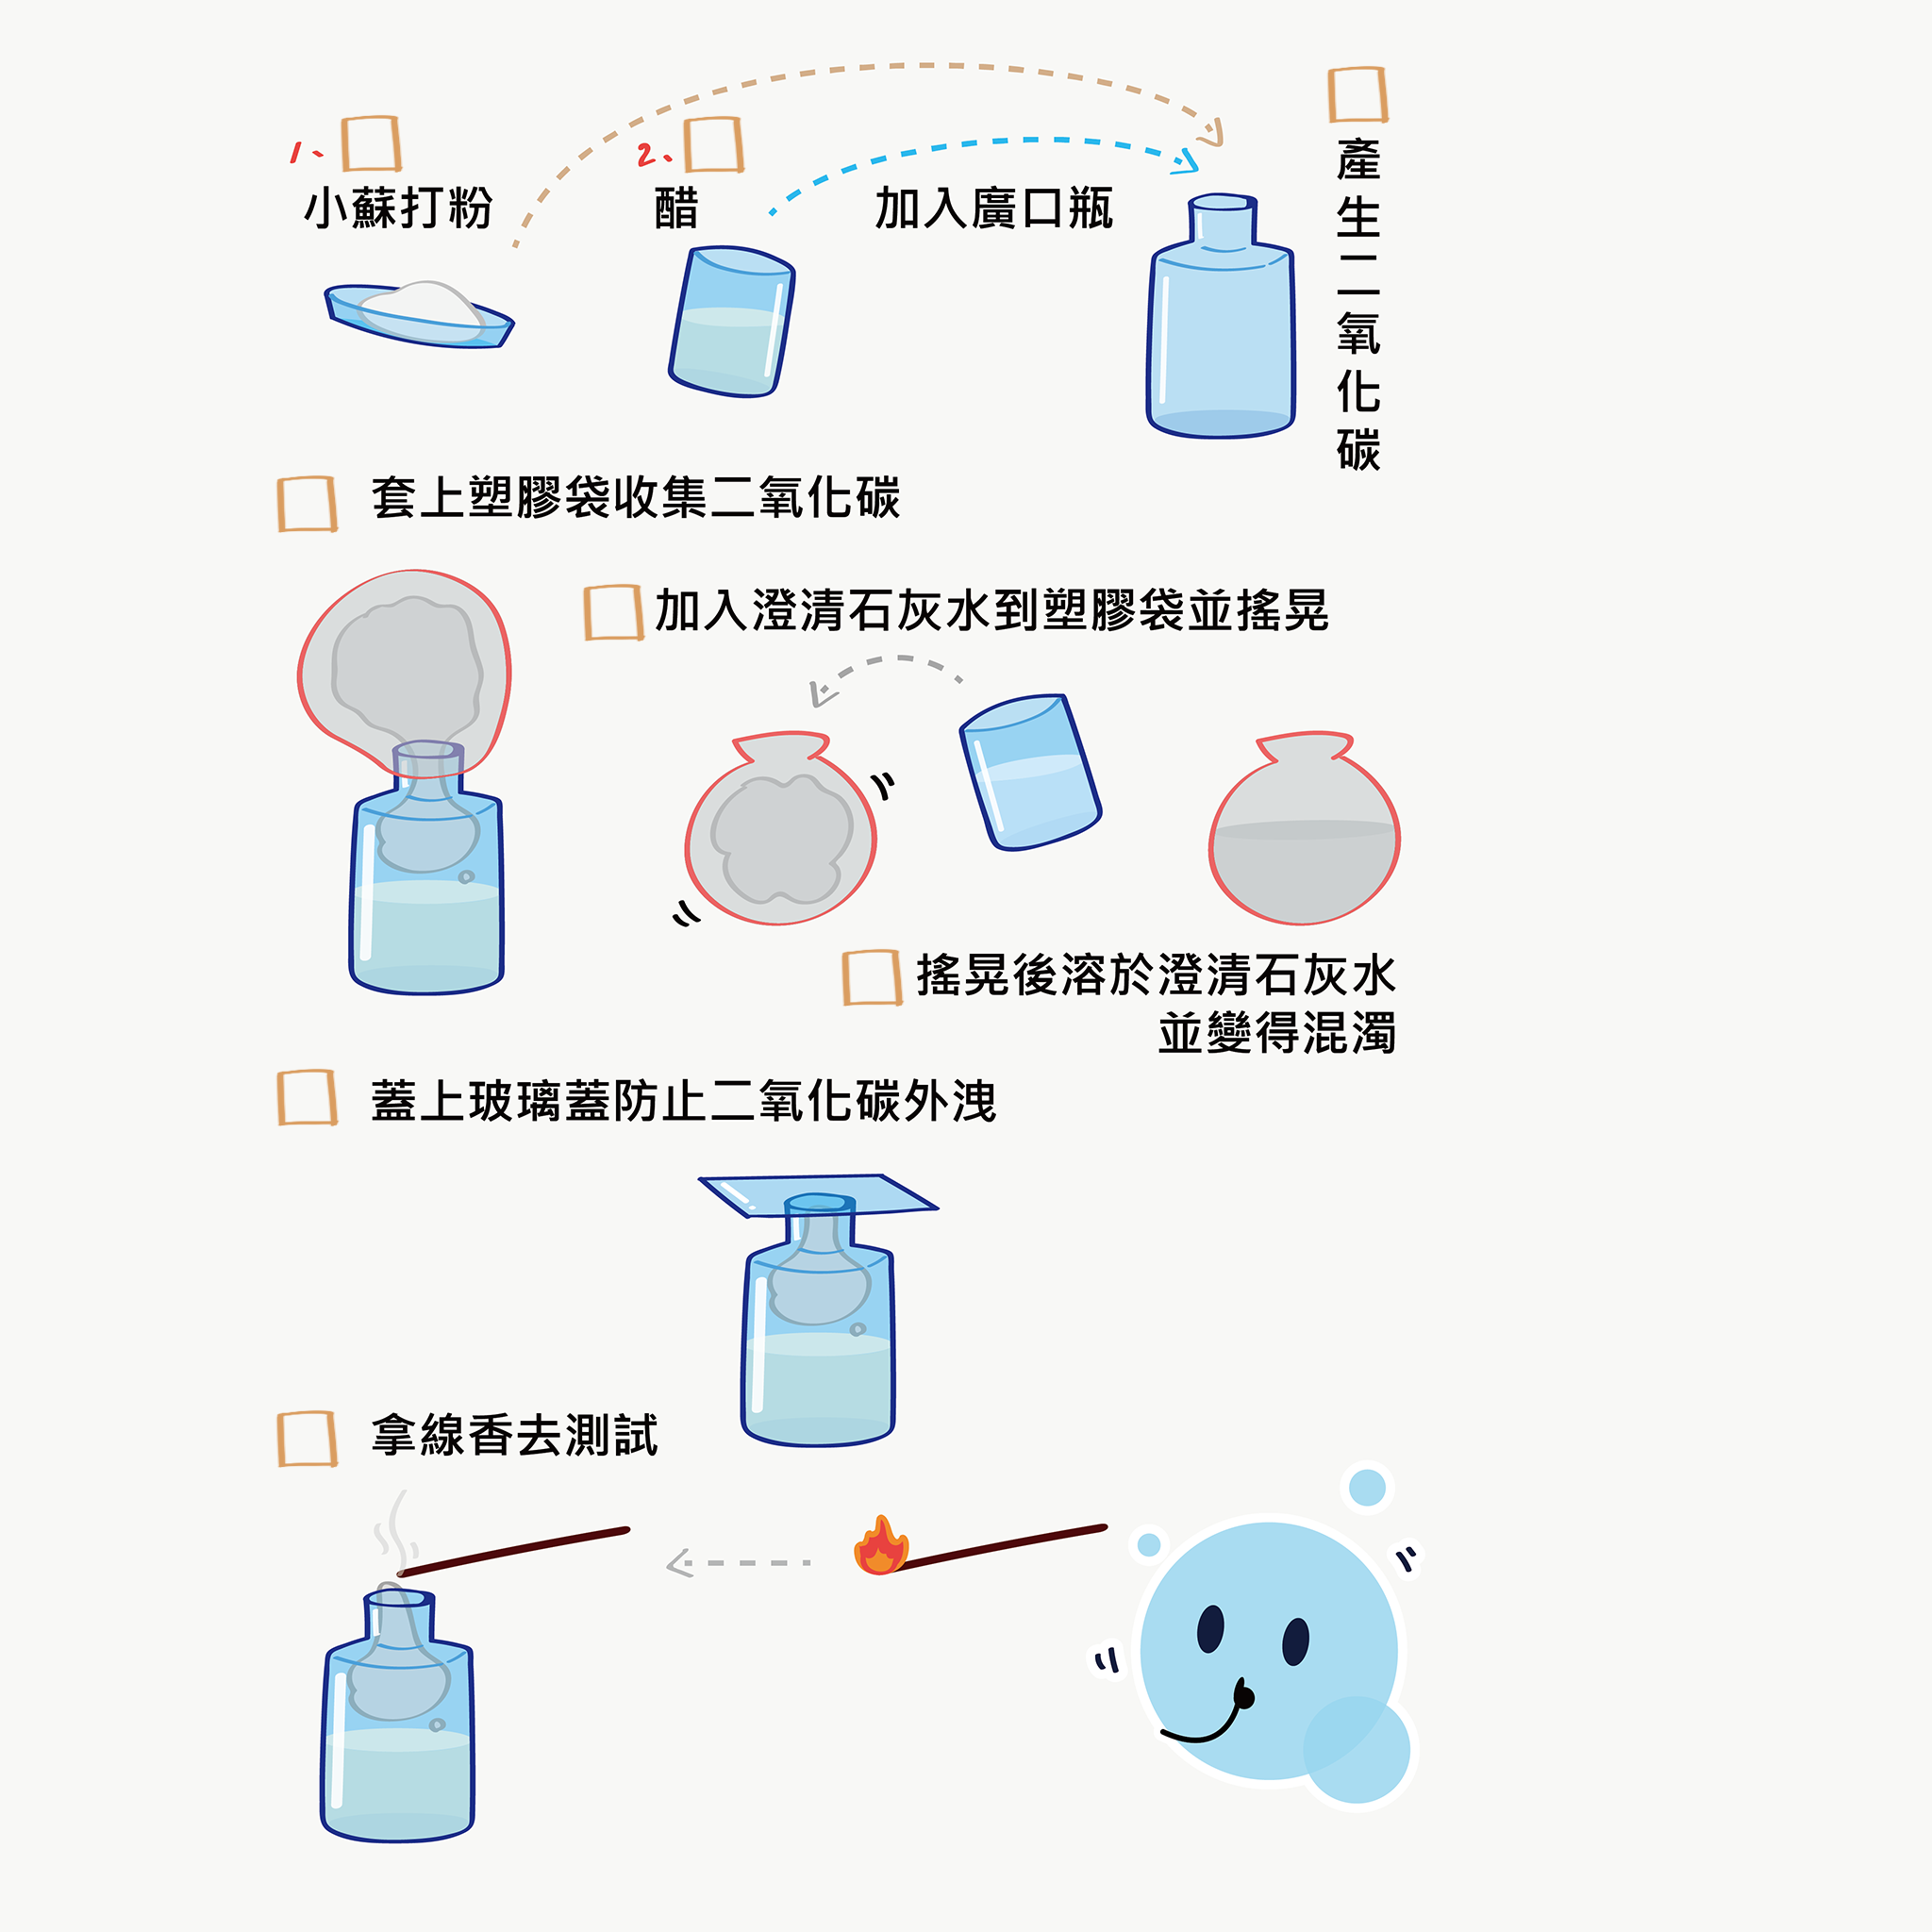 1、
小蘇打粉
2、
醋
加入廣口瓶
產生二氧化碳
套上塑膠袋收集二氧化碳
加入澄清石灰水到塑膠袋並搖晃
搖晃後溶於澄清石灰水
並變得混濁
蓋上玻璃蓋防止二氧化碳外洩
拿線香去測試